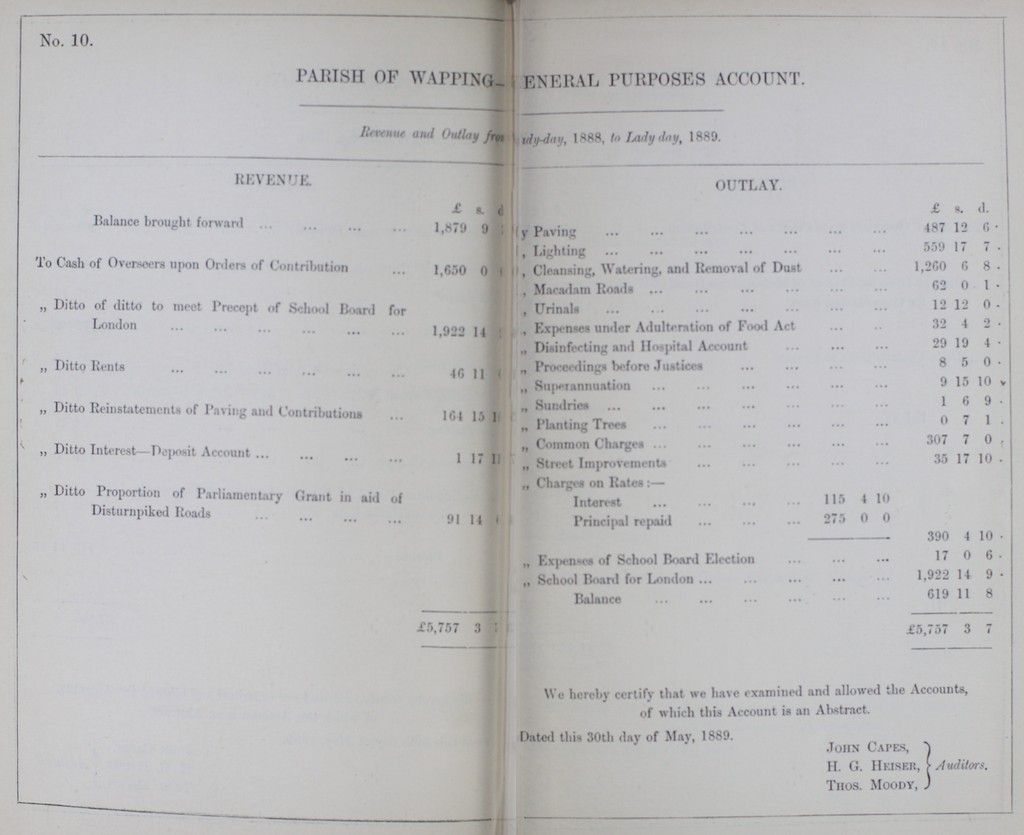 No. 10.
PARISH OF WAPPING— ENERAL PURPOSES ACCOUNT.
Revenue and Outlay from dy-day, 1888, to Lady day, 1889.
REVENUE.
£ s. d
Balance brought forward ... ... ... ... 1,879 9
To Cash of Overseers upon Orders of Contribution ... 1,650 0
„ Ditto of ditto to meet Precept of School Board for
London ... ... ... ... ... ... 1,922 14
„ Ditto Rents ... ... ... ... ... ... 46 11
„ Ditto Reinstatements of Paving and Contributions ... 164 15
„ Ditto Interest—Deposit Account ... ... ... ... 1 17
„ Ditto Proportion of Parliamentary Grant in aid of
Disturnpiked Roads ... ... ... ... 91 14
£5,757 3
OUTLAY.
£ s. d.
y Paving ... ... ... ... ... ... ... 487 12 6
, Lighting ... ... ... ... ... ... ... 559 17 7
, Cleansing, Watering, and Removal of Dust ... ... 1,260 6 8
, Macadam Roads ... ... ... ... ... ... 62 0 1
, Urinals ... ... ... ... ... ... ... 12 12 0
„ Expenses under Adulteration of Food Act ... ... 32 4 2
„ Disinfecting and Hospital Account ... ... ... 29 19 4
„ Proceedings before Justices ... ... ... ... 8 5 0
„ Superannuation ... ... ... ... ... ... 9 15 10
„ Sundries ... ... ... ... ... ... ... 1 6 9
„ Planting Trees ... ... ... ... ... ... 0 7 1
„ Common Charges ... ... ... ... ... ... 307 7 0
„ Street Improvements ... ... ... ... ... 35 17 10
„ Charges on Rates :—
Interest ... ... ... ... 115 4 10
Principal repaid ... ... ... 275 0 0
390 4 10
„ Expenses of School Board Election ... ... ... 17 0 6
„ School Board for London ... ... ... ... ... 1,922 14 9
Balance ... ... ... ... ... ... 619 11 8
£5,757 3 7
We hereby certify that we have examined and allowed the Accounts,
of which this Account is an Abstract.
Dated this 30th day of May, 1889.
JOHN CAPES,
H. G. HEISER, } Auditors.
THOS. MOODY,